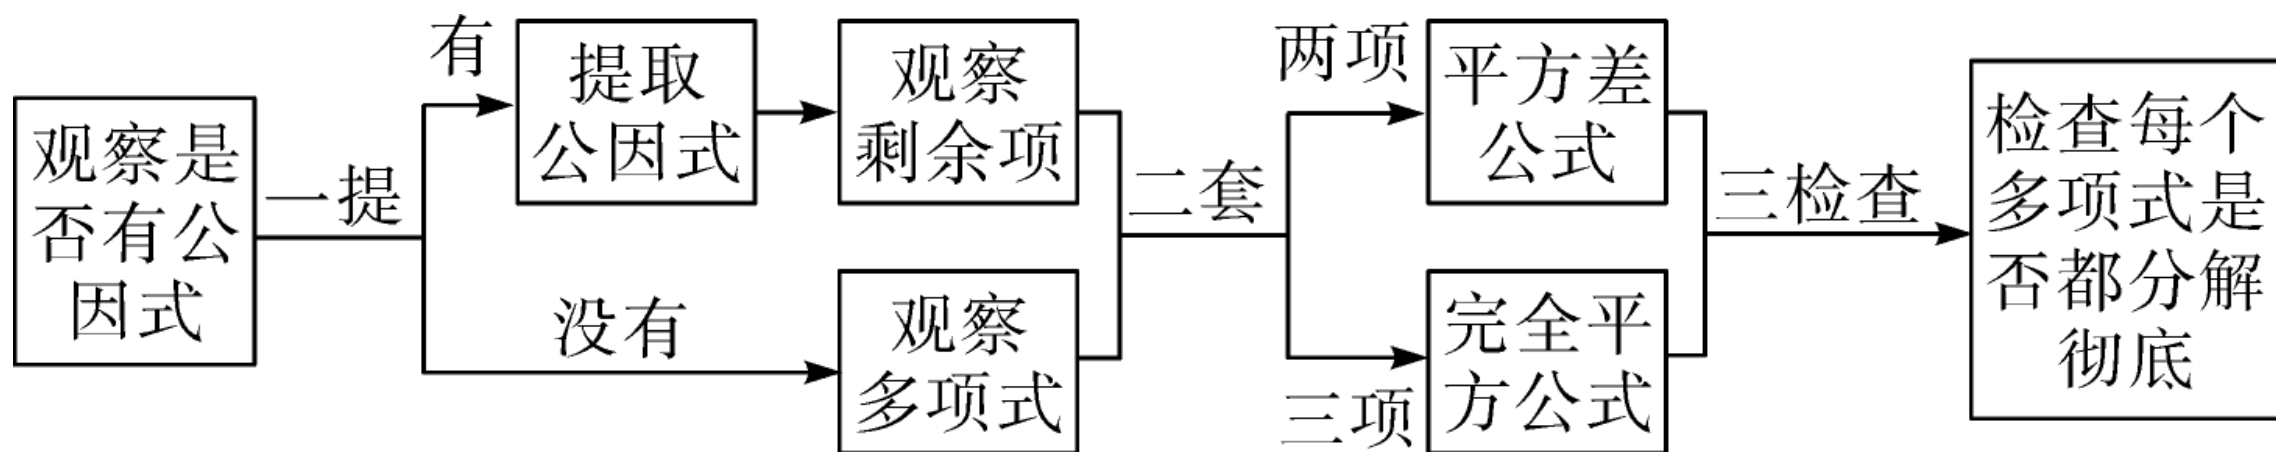 观察是
否有公
因式
一提
有
提取
公因式
观察
剩余项
没有
观察
多项式
二套
两项
平方差
公式
三项
完全平
方公式
三检查
检查每个
多项式是
否都分解
彻底